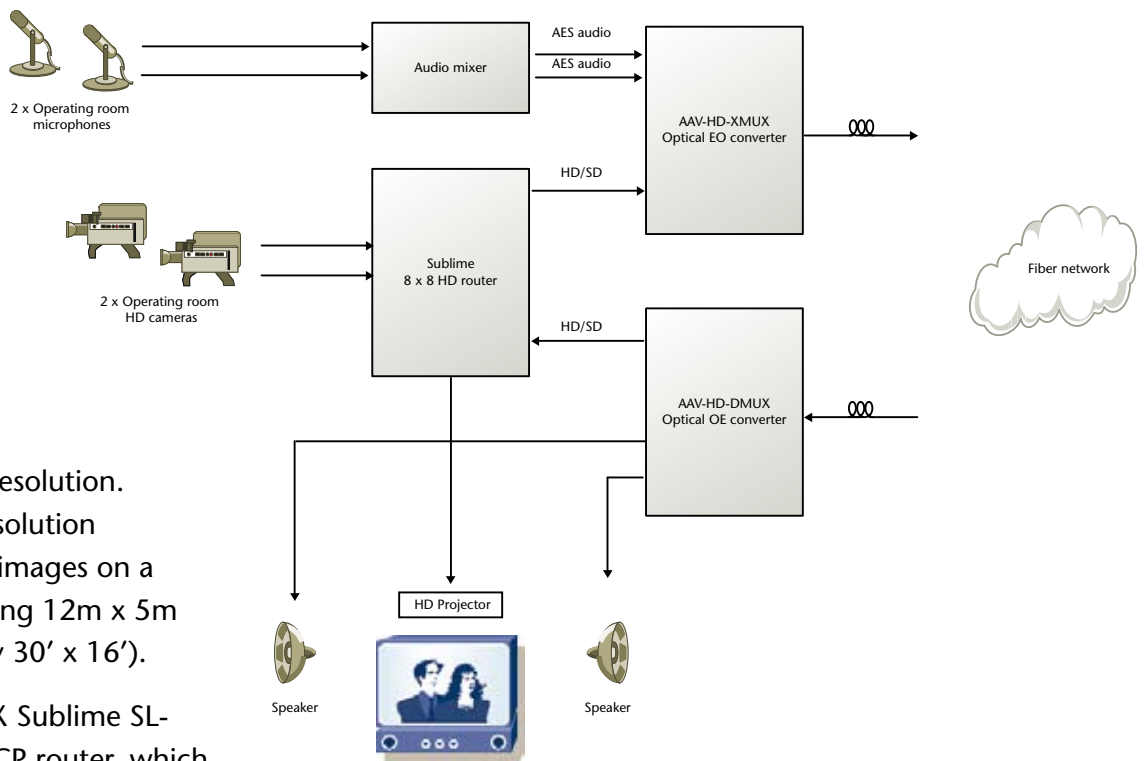 AES audio
AES audio
Audio mixer
2 x Operating room
microphones
AAV-HD-XMUX
Optical EO converter
HD/SD
Sublime
8 x 8 HD router
2 x Operating room
HD cameras
Fiber network
HD/SD
AAV-HD-DMUX
Optical OE converter
esolution.
solution
images on a
ng 12m x 5m
y 30′ x 16′).
HD Projector
Speaker
Speaker
X Sublime SL-
CP router, which